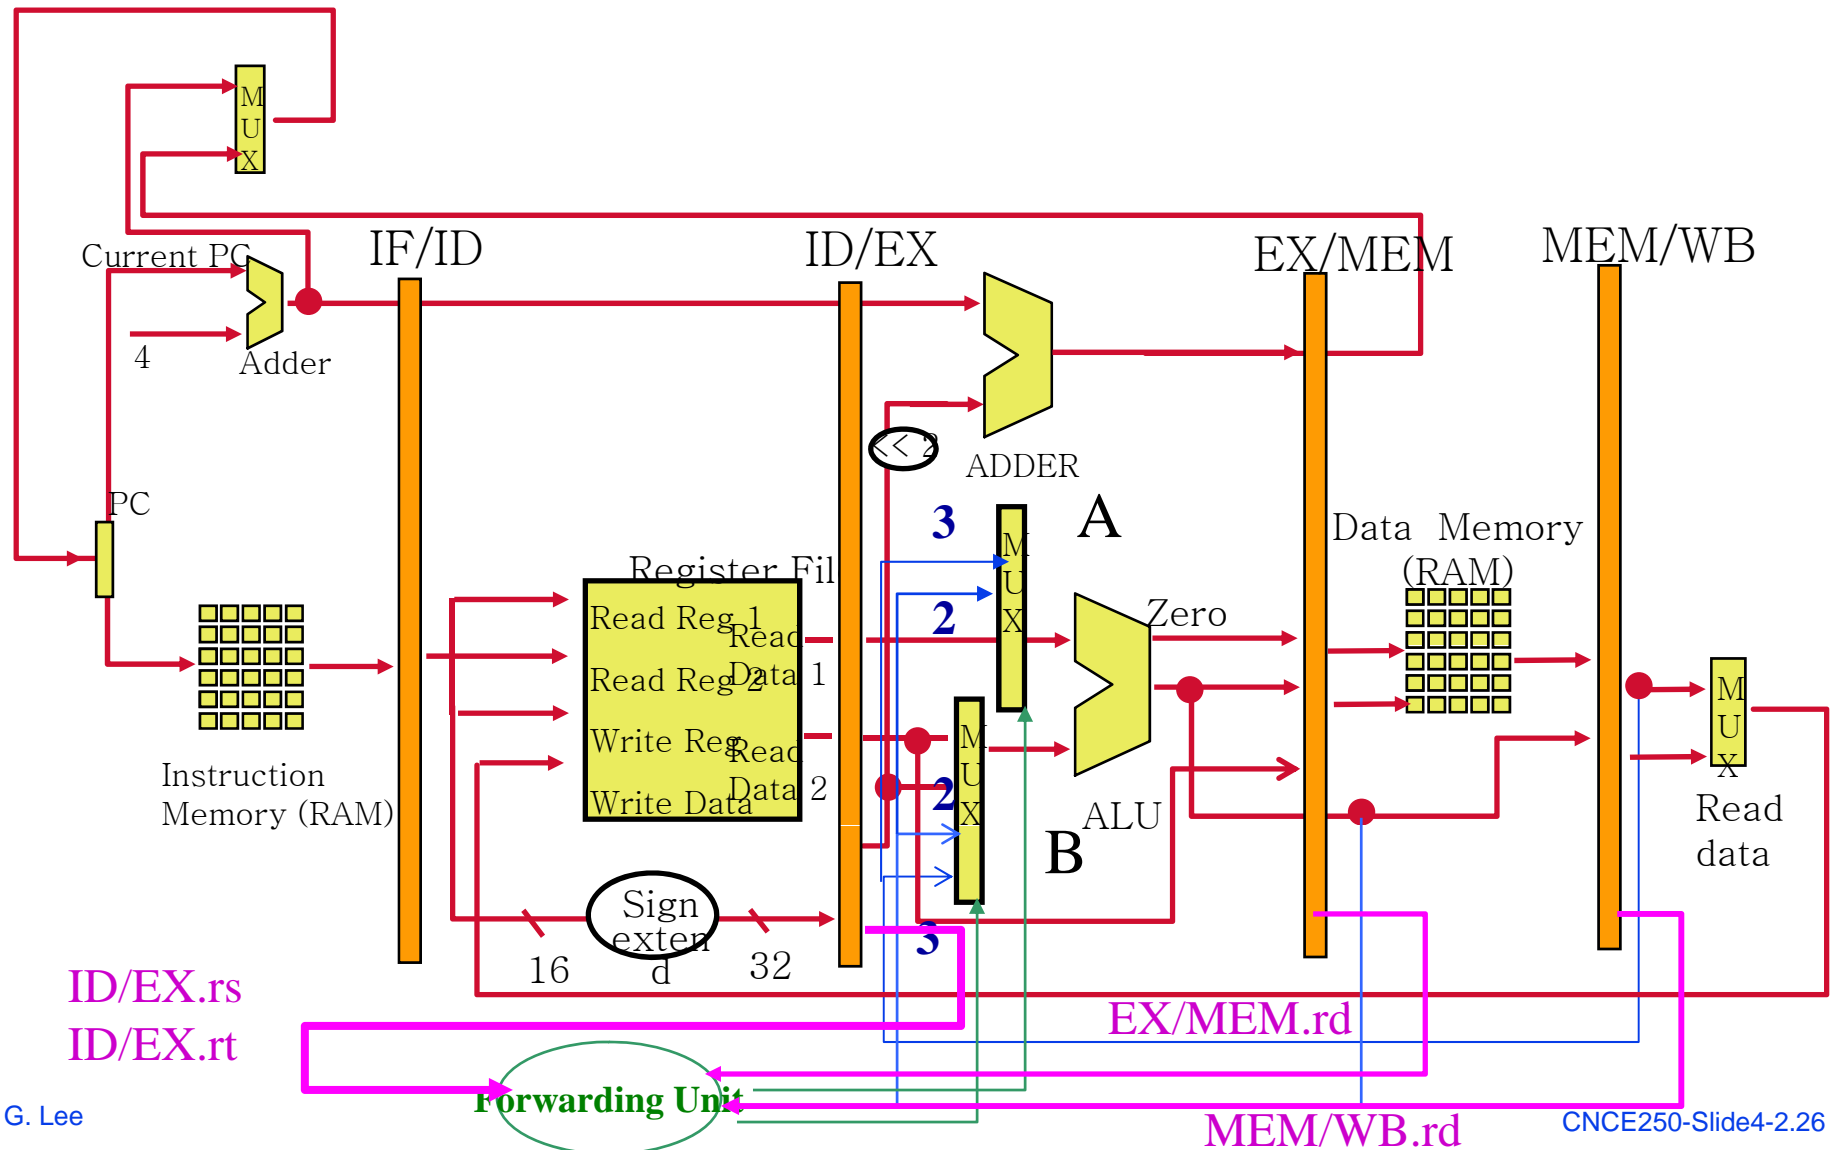 M
U
X
IF/ID
ID/EX
EX/MEM
MEM/WB
Current PC
4
Adder
<< 2
ADDER
PC
3
A
M
U
X
Data Memory
(RAM)
Register Fil
2
Zero
Read Reg 1
Read
Data 1
Read Reg 2
Write Reg
Read
Data 2
Write Data
M
U
X
2
B
ALU
M
U
X
Read
data
Instruction
Memory (RAM)
Sign
exten
d
16
32
3
ID/EX.rs
ID/EX.rt
EX/MEM.rd
Forwarding Unit
MEM/WB.rd
G. Lee
CNCE250-Slide4-2.26